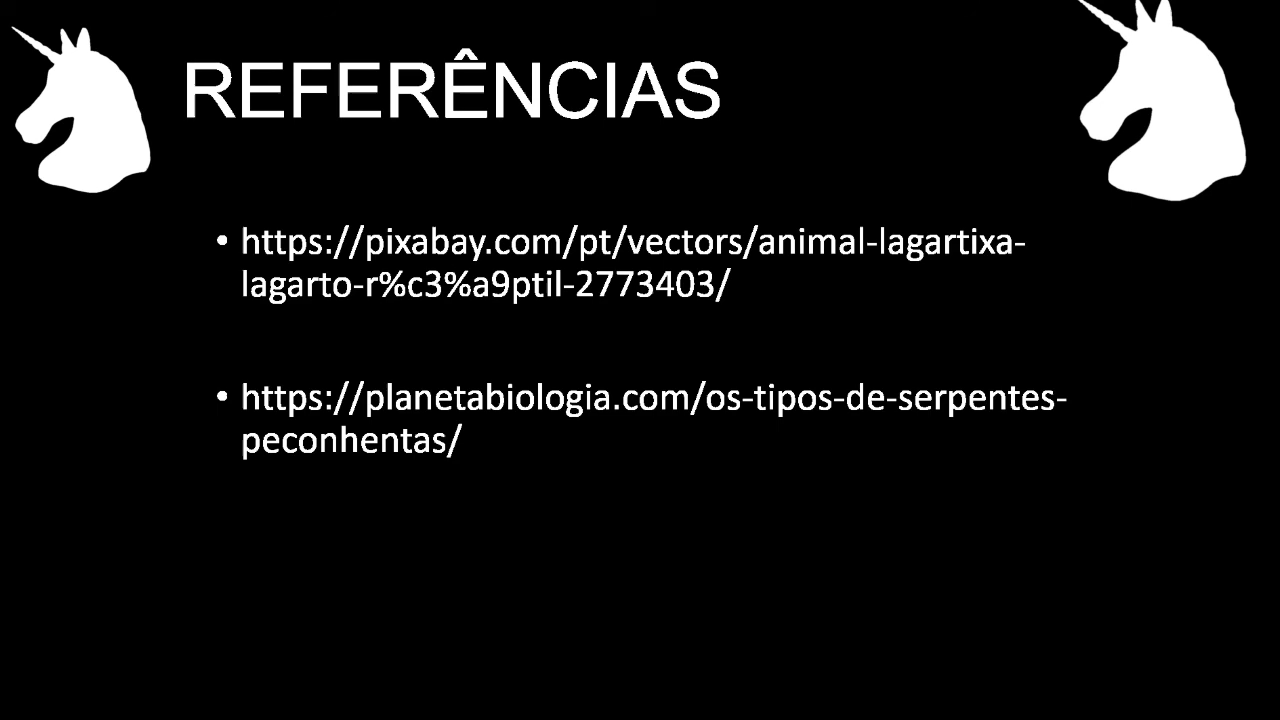 REFERÊNCIAS
• https://pixabay.com/pt/vectors/animal-lagartixa-
lagarto-r%c3%a9ptil-2773403/
• https://planetabiologia.com/os-tipos-de-serpentes-
peconhentas/